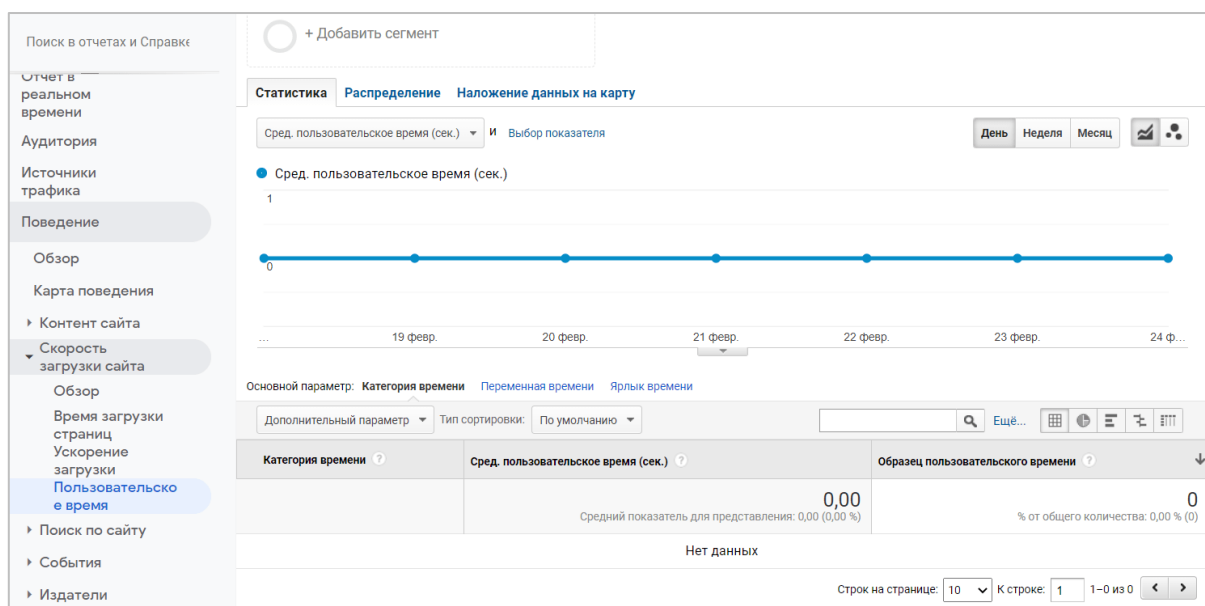 Поиск в отчетах и Справке
+ Добавить сегмент
Отчет в
реальном
времени
Аудитория
Источники
трафика
Поведение
Обзор
Карта поведения
Контент сайта
Скорость
загрузки сайта
Обзор
Время загрузки
страниц
Ускорение
загрузки
Пользовательско
е время
Поиск по сайту
События
Издатели
Статистика Распределение Наложение данных на карту
Сред. пользовательское время (сек.) И Выбор показателя
День Неделя Месяц
Сред. пользовательское время (сек.)
1
0
... 19 февр. 20 февр. 21 февр. 22 февр. 23 февр. 24 ф...
Основной параметр: Категория времени Переменная времени Ярлык времени
Дополнительный параметр Тип сортировки: По умолчанию Ещё...
Категория времени ? Сред. пользовательское время (сек.) ? Образец пользовательского времени ?
0,00 0
Средний показатель для представления: 0,00 (0,00 %) % от общего количества: 0,00 % (0)
Нет данных
Строк на странице: 10 К строке: 1 1–0 из 0